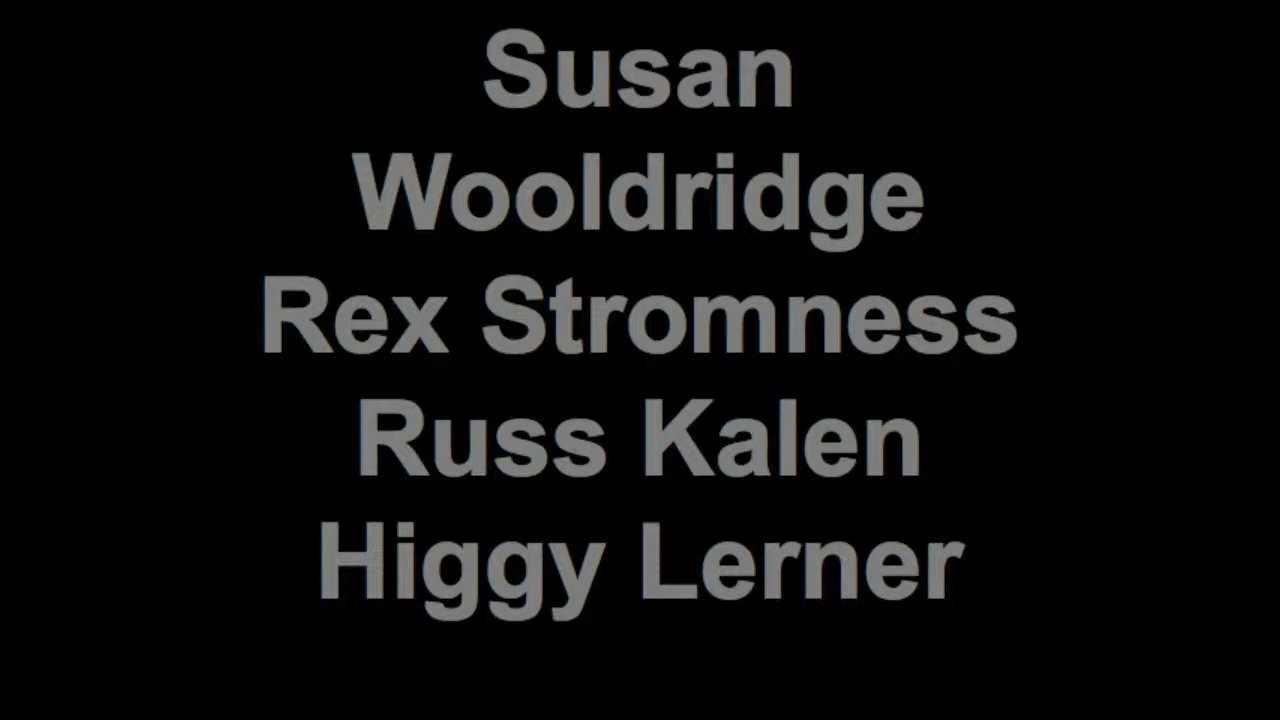 Susan
Wooldridge
Rex Stromness
Russ Kalen
Higgy Lerner